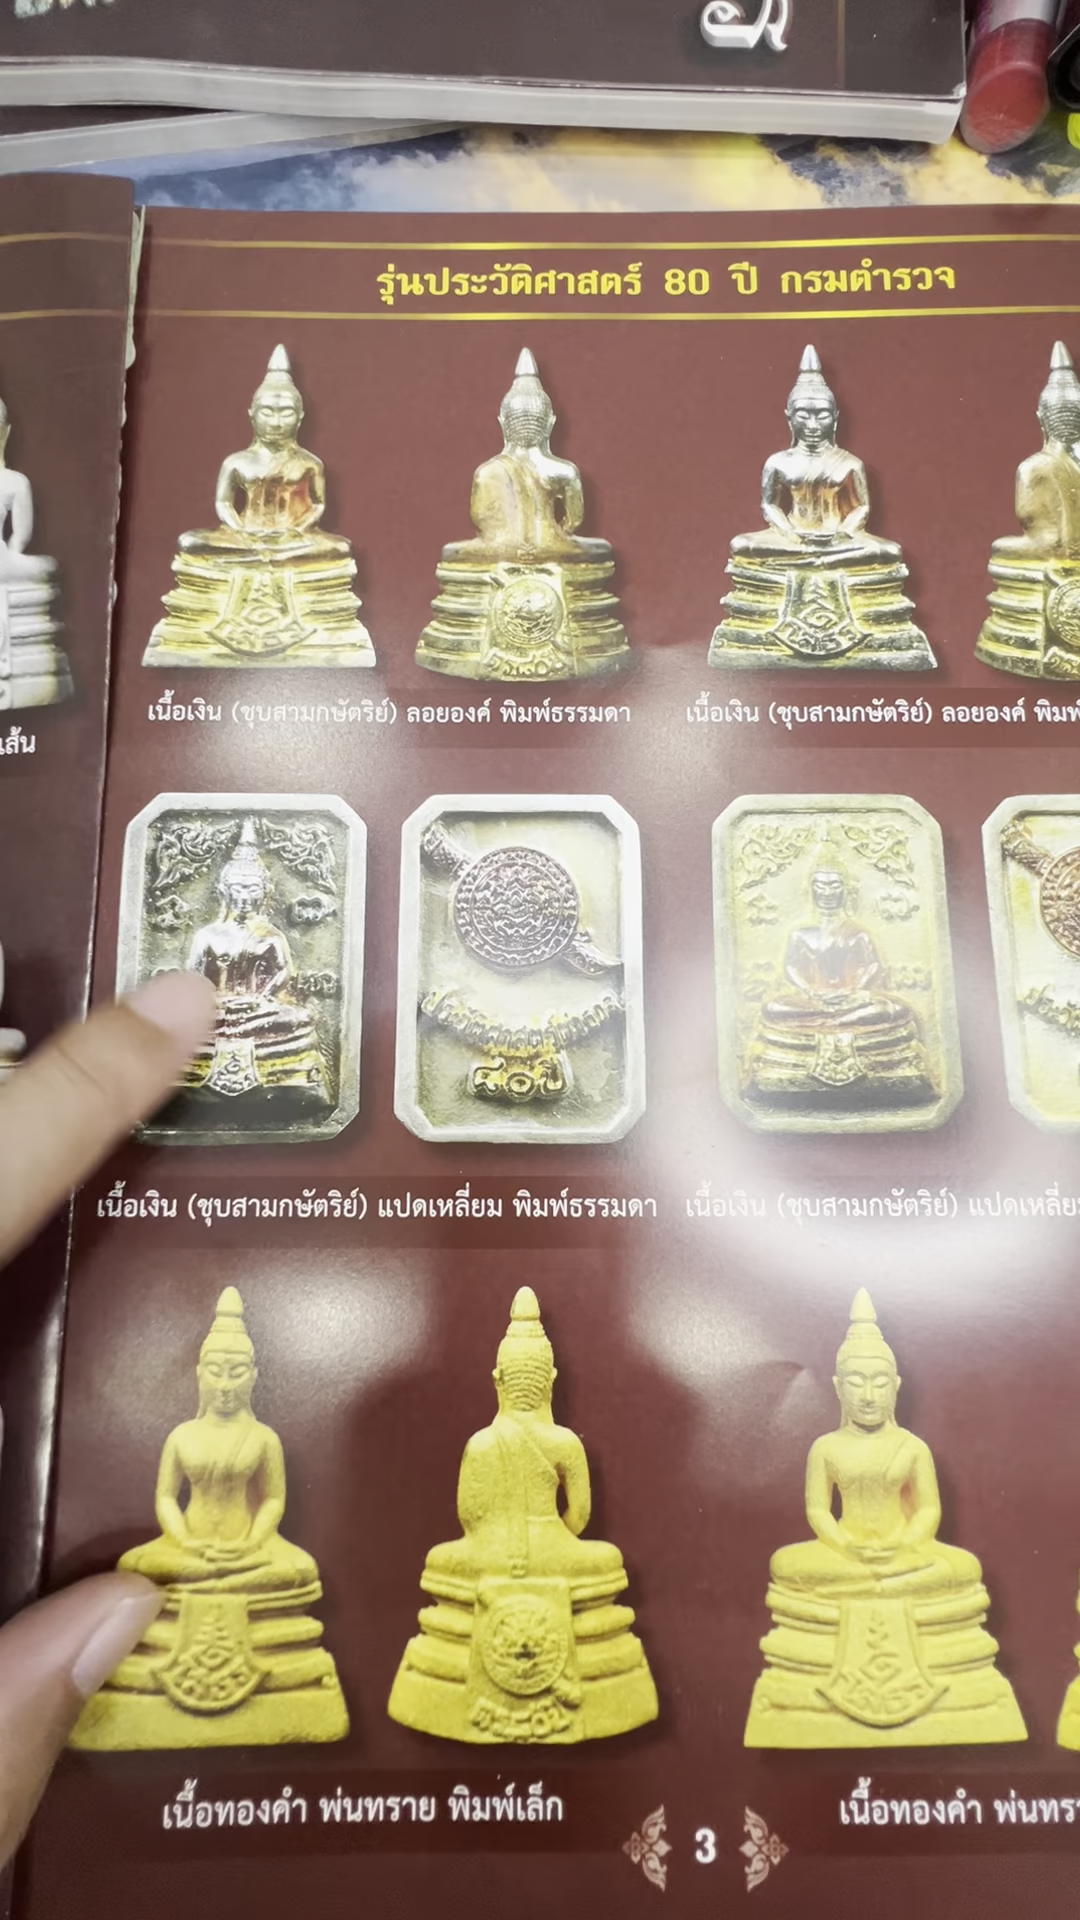 รุ่นประวัติศาสตร์ 80 ปี กรมตำรวจ
เนื้อเงิน (ชุบสามกษัตริย์) ลอยองค์ พิมพ์ธรรมดา
เนื้อเงิน (ชุบสามกษัตริย์) ลอยองค์
เส้น
๘๐ปี
เนื้อเงิน (ชุบสามกษัตริย์) แปดเหลี่ยม พิมพ์ธรรมดา
เนื้อเงิน (ชุบสามกษัตริย์)
เนื้อทองคำ พ่นทราย พิมพ์เล็ก
เนื้อทองคำ
3